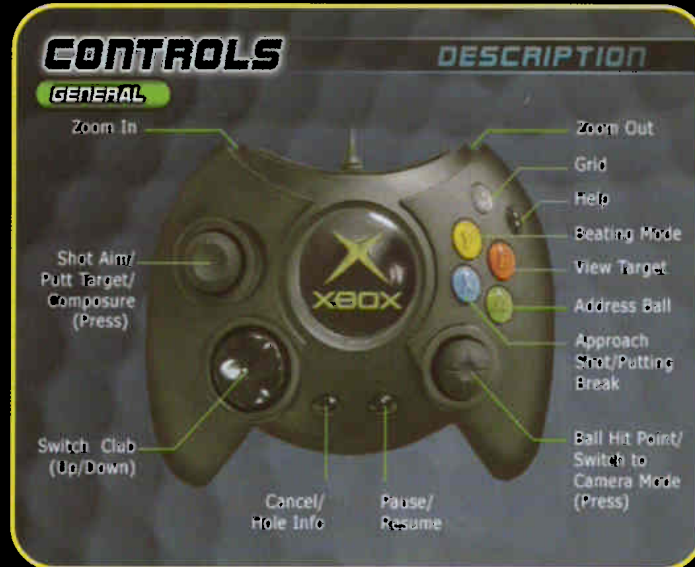 CONTROLS
DESCRIPTION
GENERAL
Zoom In
Zoom Out
Grid
Help
Beating Mode
View Target
Address Ball
Approach
Shot/Putting
Break
Ball Hit Point/
Switch to
Camera Mode
(Press)
Shot Aim/
Putt Target/
Composure
(Press)
Switch Club
(Up/Down)
Cancel/
Hole Info
Pause/
Resume
XBOX
Y